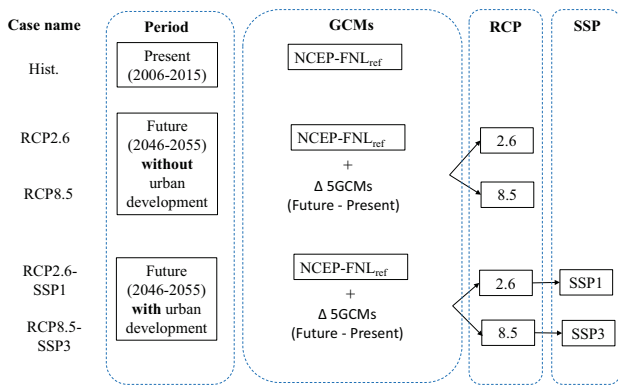 Case name Period GCMs RCP SSP
Hist.
Present
(2006-2015)
NCEP-FNLref
RCP2.6
RCP8.5
Future
(2046-2055)
without
urban
development
NCEP-FNLref
+
Δ 5GCMs
(Future - Present)
2.6
8.5
RCP2.6-
SSP1
RCP8.5-
SSP3
Future
(2046-2055)
with urban
development
NCEP-FNLref
+
Δ 5GCMs
(Future - Present)
2.6
SSP1
8.5
SSP3